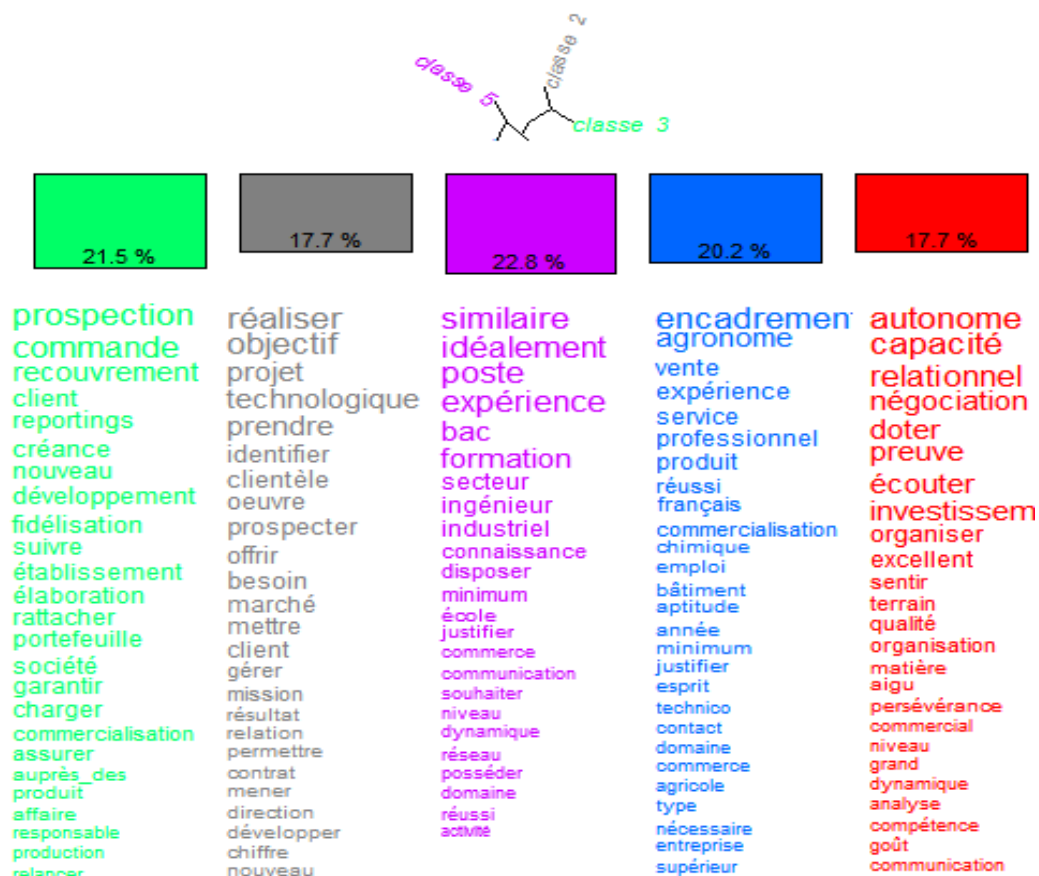 classe 5
classe 2
classe 3
21.5 %
17.7 %
22.8 %
20.2 %
17.7 %
prospection
commande
recouvrement
client
reportings
créance
nouveau
développement
fidélisation
suivre
établissement
élaboration
rattacher
portefeuille
société
garantir
charger
commercialisation
assurer
auprès_des
produit
affaire
responsable
production
relancer
réaliser
objectif
projet
technologique
prendre
identifier
clientèle
oeuvre
prospecter
offrir
besoin
marché
mettre
client
gérer
mission
résultat
relation
permettre
contrat
mener
direction
développer
chiffre
nouveau
similaire
idéalement
poste
expérience
bac
formation
secteur
ingénieur
industriel
connaissance
disposer
minimum
école
justifier
commerce
communication
souhaiter
niveau
dynamique
réseau
posséder
domaine
réussi
activité
encadrement
agronome
vente
expérience
service
professionnel
produit
réussi
français
commercialisation
chimique
emploi
bâtiment
aptitude
année
minimum
justifier
esprit
technico
contact
domaine
commerce
agricole
type
nécessaire
entreprise
supérieur
autonome
capacité
relationnel
négociation
doter
preuve
écouter
investissem
organiser
excellent
sentir
terrain
qualité
organisation
matière
aigu
persévérance
commercial
niveau
grand
dynamique
analyse
compétence
goût
communication